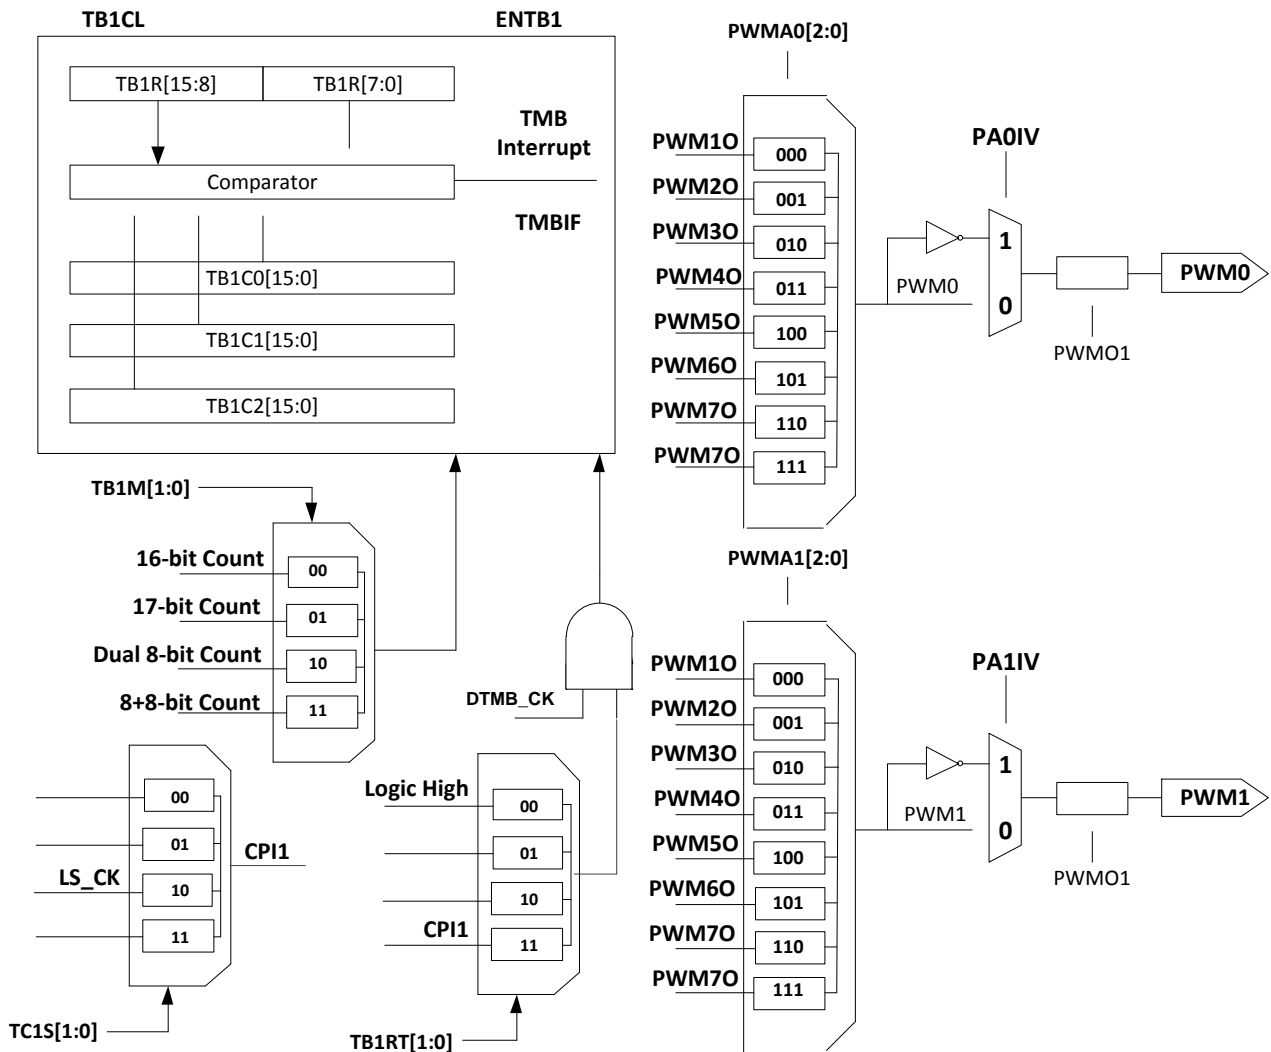 TB1CL
ENTB1
TB1R[15:8]
TB1R[7:0]
TMB
Interrupt
Comparator
TMBIF
TB1C0[15:0]
TB1C1[15:0]
TB1C2[15:0]
TB1M[1:0]
16-bit Count
00
17-bit Count
01
Dual 8-bit Count
10
8+8-bit Count
11
DTMB_CK
00
01
LS_CK
10
11
CPI1
TC1S[1:0]
Logic High
00
01
10
CPI1
11
TB1RT[1:0]
PWMA0[2:0]
PWM1O
000
PWM2O
001
PWM3O
010
PWM4O
011
PWM5O
100
PWM6O
101
PWM7O
110
PWM7O
111
PWM0
PA0IV
1
0
PWMO1
PWM0
PWMA1[2:0]
PWM1O
000
PWM2O
001
PWM3O
010
PWM4O
011
PWM5O
100
PWM6O
101
PWM7O
110
PWM7O
111
PWM1
PA1IV
1
0
PWMO1
PWM1